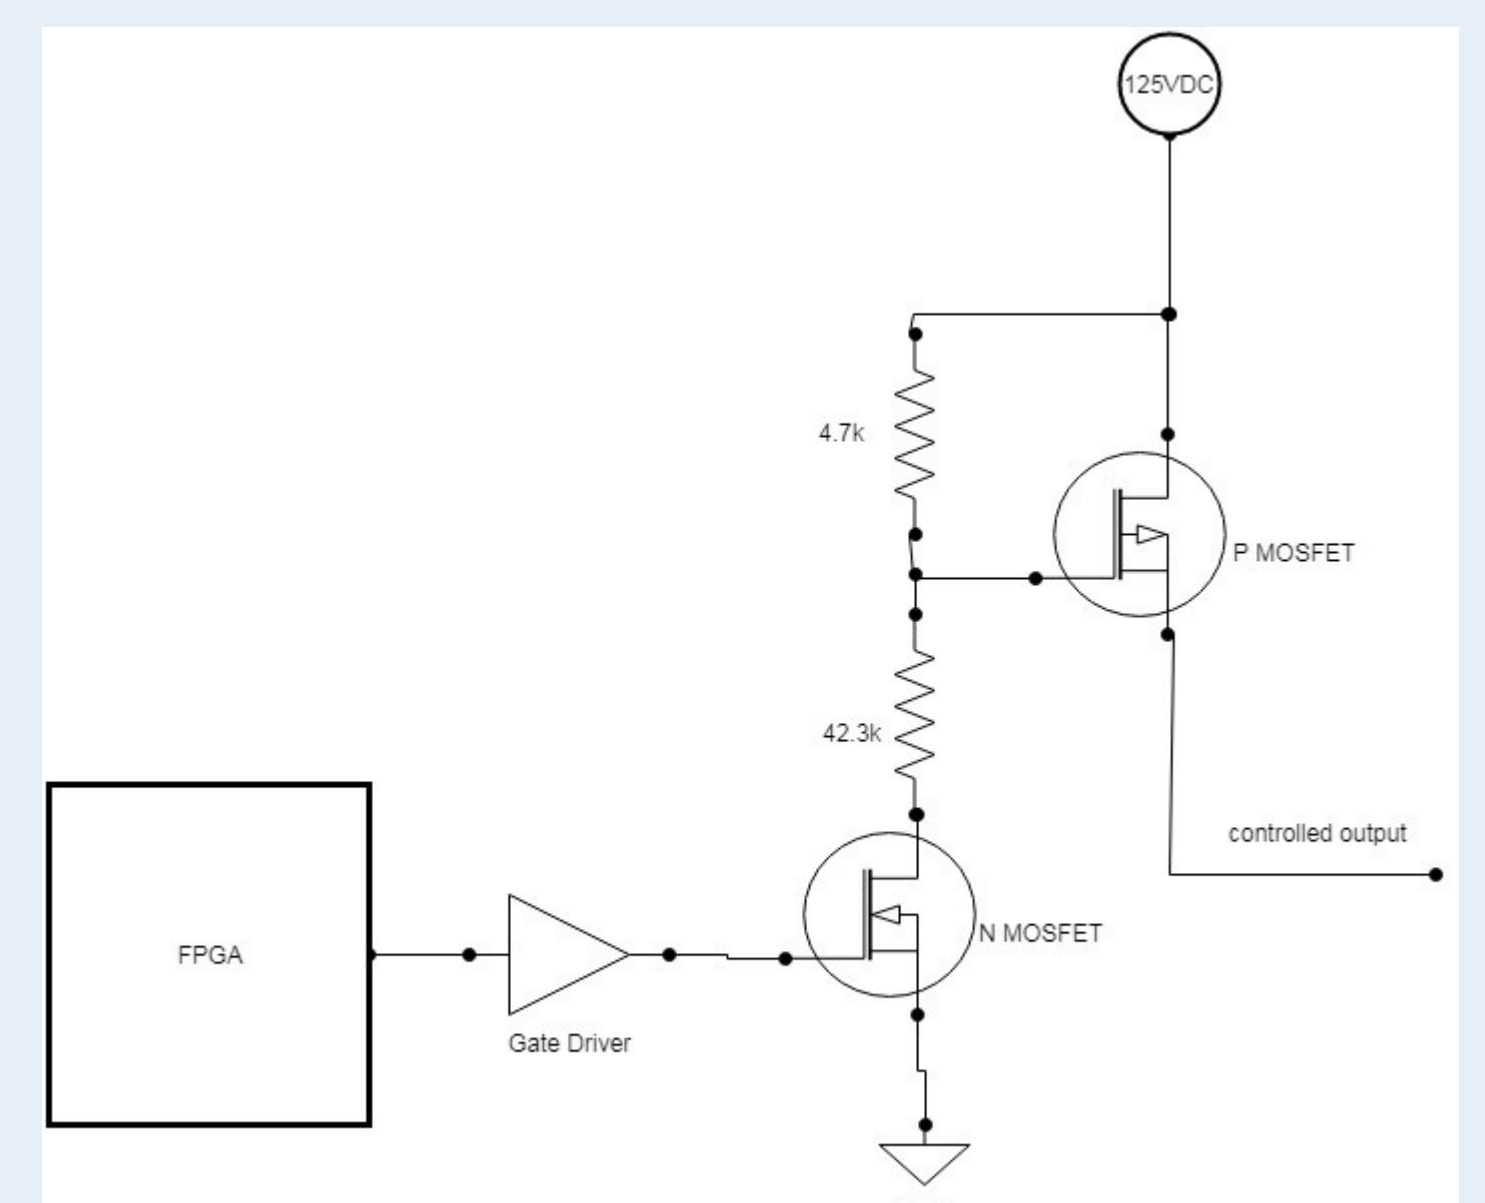 125VDC
4.7k
P MOSFET
42.3k
controlled output
N MOSFET
FPGA
Gate Driver